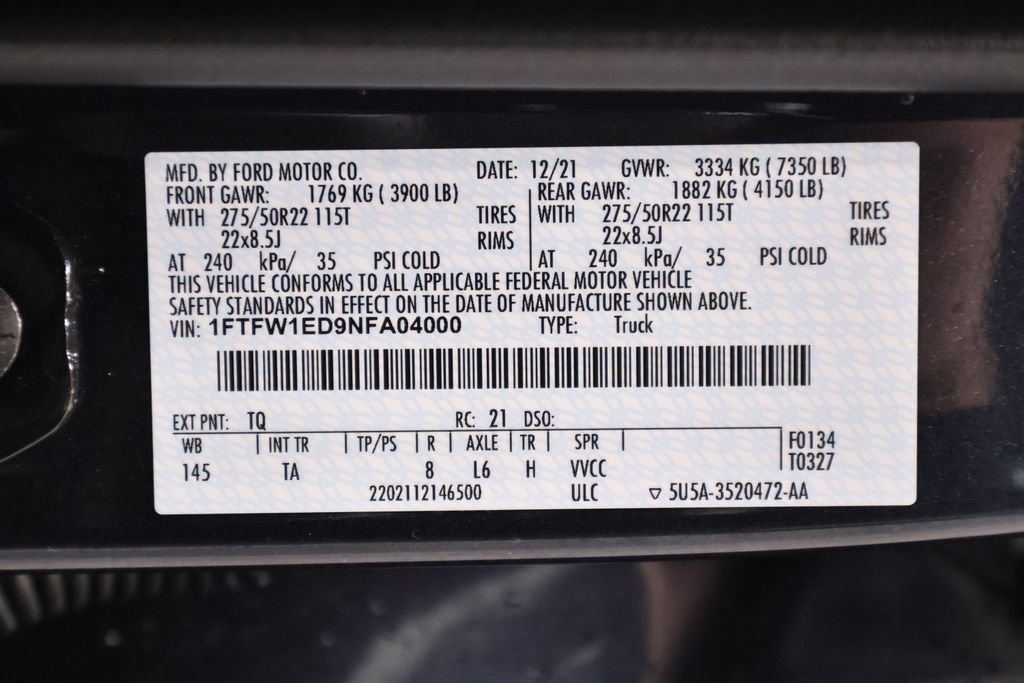 MFD. BY FORD MOTOR CO. DATE: 12/21 GVWR: 3334 KG ( 7350 LB)
FRONT GAWR: 1769 KG ( 3900 LB) REAR GAWR: 1882 KG ( 4150 LB)
WITH 275/50R22 115T TIRES WITH 275/50R22 115T TIRES
22x8.5J RIMS 22x8.5J RIMS
AT 240 kPa/ 35 PSI COLD AT 240 kPa/ 35 PSI COLD
THIS VEHICLE CONFORMS TO ALL APPLICABLE FEDERAL MOTOR VEHICLE
SAFETY STANDARDS IN EFFECT ON THE DATE OF MANUFACTURE SHOWN ABOVE.
VIN: 1FTFW1ED9NFA04000 TYPE: Truck
EXT PNT: TQ RC: 21 DSO:
WB INT TR TP/PS R AXLE TR SPR F0134
145 TA 8 L6 H VVCC T0327
2202112146500 ULC ▽ 5U5A-3520472-AA